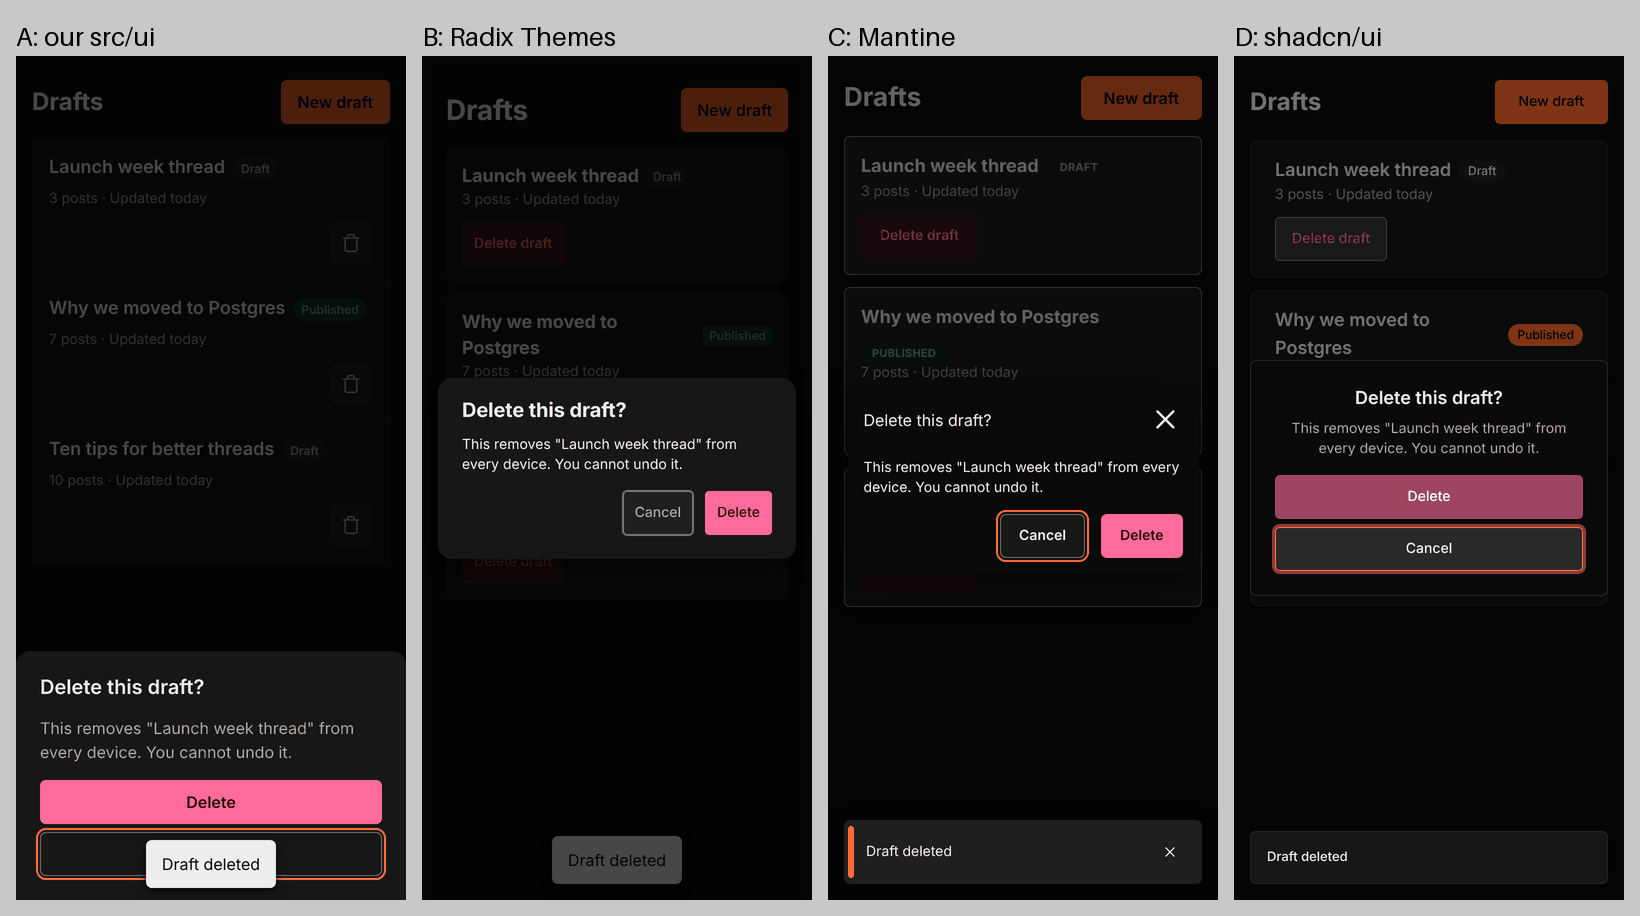 A: our src/ui
Drafts
New draft
Launch week thread
Draft
3 posts · Updated today
Why we moved to Postgres
Published
7 posts · Updated today
Ten tips for better threads
Draft
10 posts · Updated today
Delete this draft?
This removes "Launch week thread" from
every device. You cannot undo it.
Delete
Draft deleted
B: Radix Themes
Drafts
New draft
Launch week thread
Draft
3 posts · Updated today
Delete draft
Why we moved to
Postgres
Published
7 posts · Updated today
Delete this draft?
This removes "Launch week thread" from
every device. You cannot undo it.
Cancel
Delete
Delete draft
Draft deleted
C: Mantine
Drafts
New draft
Launch week thread
DRAFT
3 posts · Updated today
Delete draft
Why we moved to Postgres
PUBLISHED
7 posts · Updated today
Delete this draft?
This removes "Launch week thread" from every
device. You cannot undo it.
Cancel
Delete
Draft deleted
D: shadcn/ui
Drafts
New draft
Launch week thread
Draft
3 posts · Updated today
Delete draft
Why we moved to
Postgres
Published
Delete this draft?
This removes "Launch week thread" from
every device. You cannot undo it.
Delete
Cancel
Draft deleted